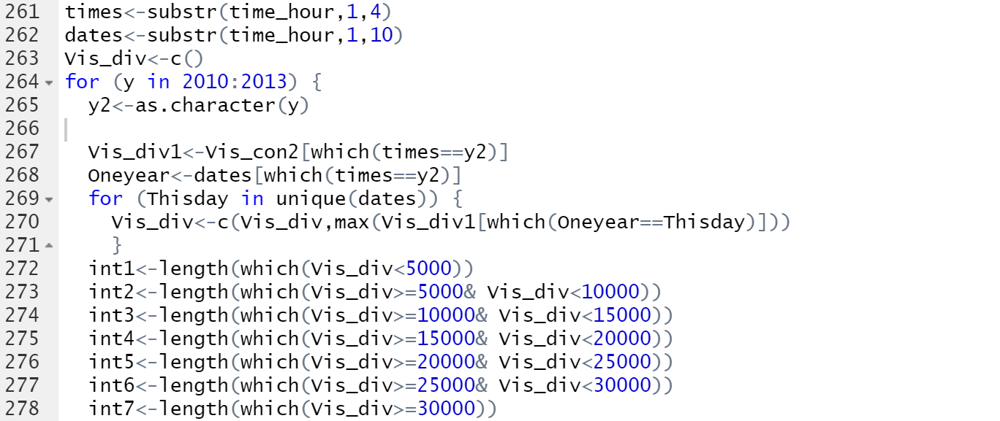 261 times<-substr(time_hour,1,4)
262 dates<-substr(time_hour,1,10)
263 Vis_div<-c()
264 for (y in 2010:2013) {
265   y2<-as.character(y)
266
267   Vis_div1<-Vis_con2[which(times==y2)]
268   Oneyear<-dates[which(times==y2)]
269   for (Thisday in unique(dates)) {
270     Vis_div<-c(Vis_div,max(Vis_div1[which(Oneyear==Thisday)]))
271     }
272   int1<-length(which(Vis_div<5000))
273   int2<-length(which(Vis_div>=5000& Vis_div<10000))
274   int3<-length(which(Vis_div>=10000& Vis_div<15000))
275   int4<-length(which(Vis_div>=15000& Vis_div<20000))
276   int5<-length(which(Vis_div>=20000& Vis_div<25000))
277   int6<-length(which(Vis_div>=25000& Vis_div<30000))
278   int7<-length(which(Vis_div>=30000))